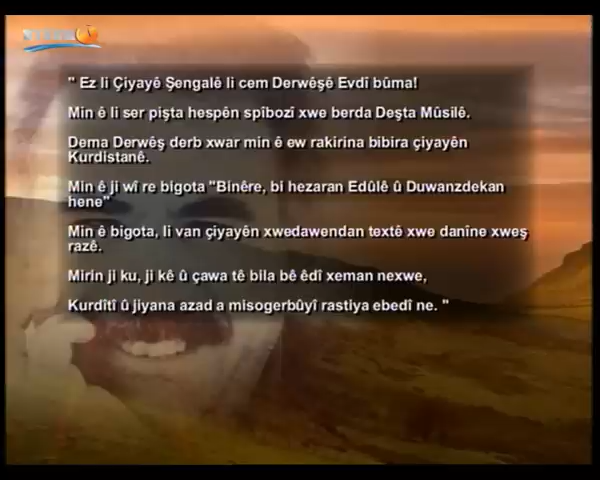 " Ez li Çiyayê Şengalê li cem Derwêşê Evdî bûma!
Min ê li ser pişta hespên spîbozî xwe berda Deşta Mûsilê.
Dema Derwêş derb xwar min ê ew rakirina bibira çiyayên
Kurdistanê.
Min ê ji wî re bigota "Binêre, bi hezaran Edûlê û Duwanzdekan
hene"
Min ê bigota, li van çiyayên xwedawendan textê xwe danîne xweş
razê.
Mirin ji ku, ji kê û çawa tê bila bê êdî xeman nexwe,
Kurdîtî û jiyana azad a misogerbûyî rastiya ebedî ne. "